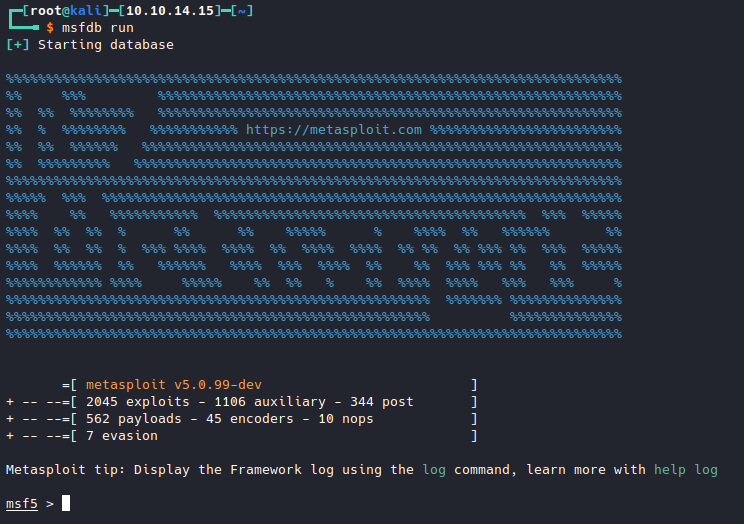 ┌─[root@kali]─[10.10.14.15]─[~]
└──╼ $ msfdb run
[+] Starting database
%%%%%%%%%%%%%%%%%%%%%%%%%%%%%%%%%%%%%%%%%%%%%%%%%%%%%%%%%%%%%%%%%%%%%%%%%%%%%%%
%%     %%%         %%%%%%%%%%%%%%%%%%%%%%%%%%%%%%%%%%%%%%%%%%%%%%%%%%%%%%%%%%
%%  %%  %%%%%%%%   %%%%%%%%%%%%%%%%%%%%%%%%%%%%%%%%%%%%%%%%%%%%%%%%%%%%%%%%%%
%%  %  %%%%%%%%   %%%%%%%%%%% https://metasploit.com %%%%%%%%%%%%%%%%%%%%%%%%
%%  %%  %%%%%%   %%%%%%%%%%%%%%%%%%%%%%%%%%%%%%%%%%%%%%%%%%%%%%%%%%%%%%%%%%%%
%%  %%%%%%%%%   %%%%%%%%%%%%%%%%%%%%%%%%%%%%%%%%%%%%%%%%%%%%%%%%%%%%%%%%%%%%%
%%%%%%%%%%%%%%%%%%%%%%%%%%%%%%%%%%%%%%%%%%%%%%%%%%%%%%%%%%%%%%%%%%%%%%%%%%%%%%%
%%%%%  %%%  %%%%%%%%%%%%%%%%%%%%%%%%%%%%%%%%%%%%%%%%%%%%%%%%%%%%%%%%%%%%%%%%%
%%%%    %%   %%%%%%%%%%%  %%%%%%%%%%%%%%%%%%%%%%%%%%%%%%%%%%%%%%%  %%%  %%%%%
%%%%  %%  %%  %      %%      %%    %%%%%      %    %%%%  %%   %%%%%%       %%
%%%%  %%  %%  %  %%% %%%%  %%%%  %%  %%%%  %%%%  %% %%  %% %%% %%  %%%  %%%%%
%%%%  %%%%%%  %%   %%%%%%   %%%%  %%%  %%%%  %%    %%  %%% %%% %%   %%  %%%%%
%%%%%%%%%%%% %%%%     %%%%%    %%  %%   %    %%  %%%%  %%%%   %%%   %%%     %
%%%%%%%%%%%%%%%%%%%%%%%%%%%%%%%%%%%%%%%%%%%%%%%%%%%%%  %%%%%%% %%%%%%%%%%%%%%
%%%%%%%%%%%%%%%%%%%%%%%%%%%%%%%%%%%%%%%%%%%%%%%%%%%%%          %%%%%%%%%%%%%%
%%%%%%%%%%%%%%%%%%%%%%%%%%%%%%%%%%%%%%%%%%%%%%%%%%%%%%%%%%%%%%%%%%%%%%%%%%%%%%%
       =[ metasploit v5.0.99-dev                          ]
+ -- --=[ 2045 exploits - 1106 auxiliary - 344 post       ]
+ -- --=[ 562 payloads - 45 encoders - 10 nops            ]
+ -- --=[ 7 evasion                                       ]
Metasploit tip: Display the Framework log using the log command, learn more with help log
msf5 >